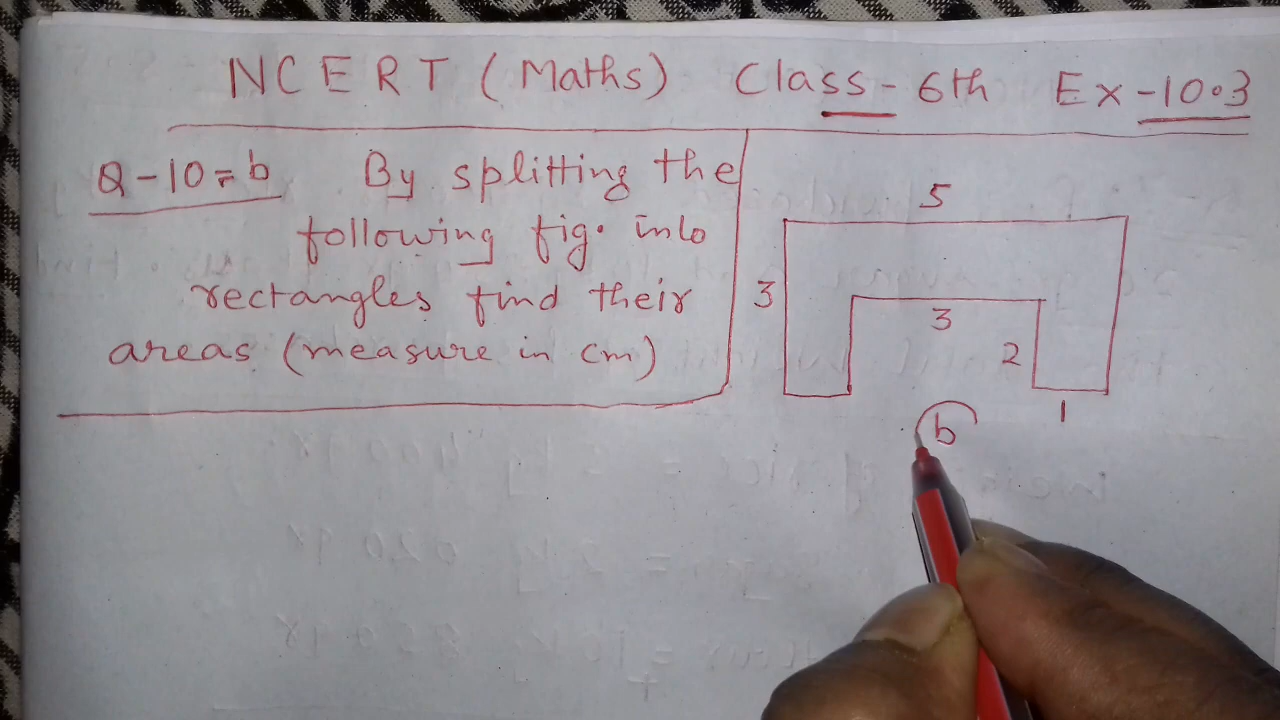 NCERT (Maths) Class - 6th Ex - 10.3
Q - 10 = b By splitting the
following fig. into
rectangles find their
areas (measure in cm)
5
3
3
2
1
b